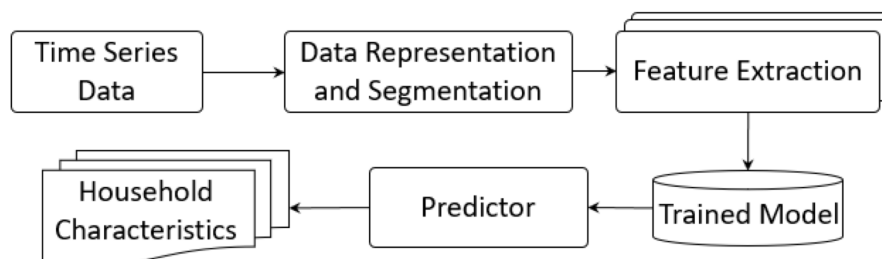 Time Series
Data
Data Representation
and Segmentation
Feature Extraction
Household
Characteristics
Predictor
Trained Model